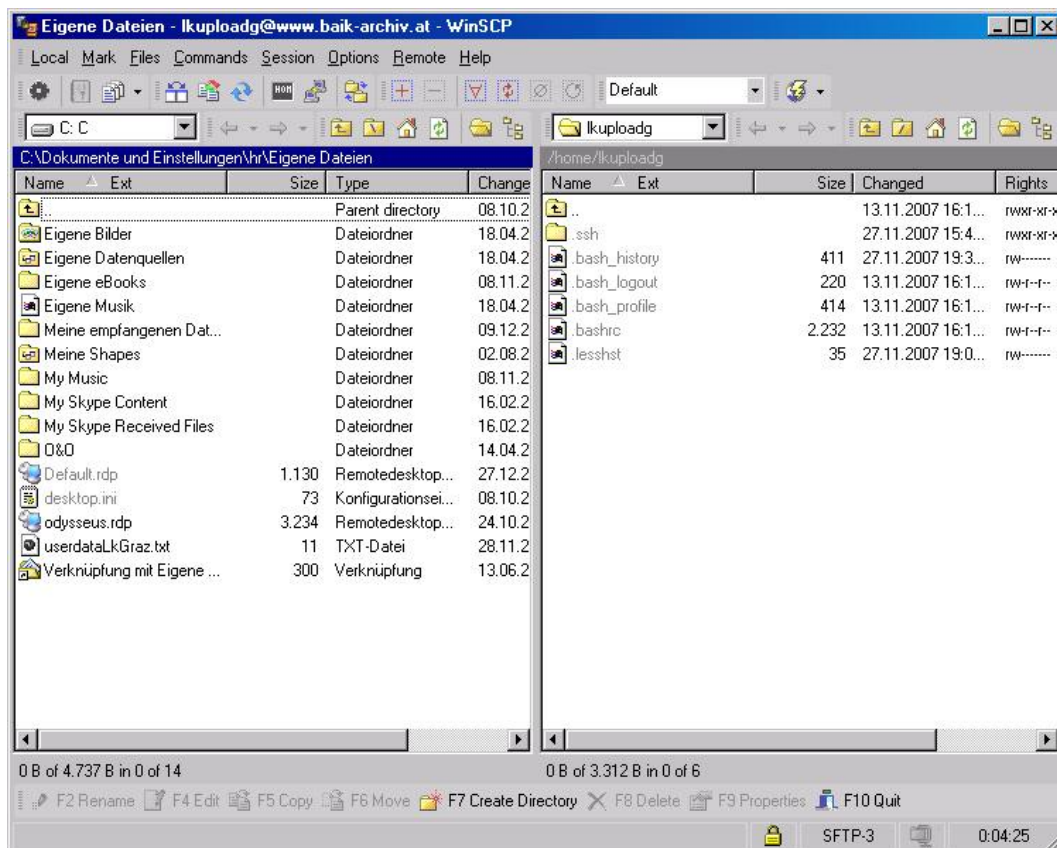 Eigene Dateien - lkuploadg@www.baik-archiv.at - WinSCP
Local Mark Files Commands Session Options Remote Help
Default
C: C lkuploadg
C:\Dokumente und Einstellungen\hr\Eigene Dateien /home/lkuploadg
Name Ext Size Type Change Name Ext Size Changed Rights
.. Parent directory 08.10.2 .. 13.11.2007 16:1... rwxr-xr-x
Eigene Bilder Dateiordner 18.04.2 .ssh 27.11.2007 15:4... rwxr-xr-x
Eigene Datenquellen Dateiordner 18.04.2 .bash_history 411 27.11.2007 19:3... rw-------
Eigene eBooks Dateiordner 08.11.2 .bash_logout 220 13.11.2007 16:1... rw-r--r--
Eigene Musik Dateiordner 18.04.2 .bash_profile 414 13.11.2007 16:1... rw-r--r--
Meine empfangenen Dat... Dateiordner 09.12.2 .bashrc 2.232 13.11.2007 16:1... rw-r--r--
Meine Shapes Dateiordner 02.08.2 .lesshst 35 27.11.2007 19:0... rw-------
My Music Dateiordner 08.11.2
My Skype Content Dateiordner 16.02.2
My Skype Received Files Dateiordner 16.02.2
O&O Dateiordner 14.04.2
Default.rdp 1.130 Remotedesktop... 27.12.2
desktop.ini 73 Konfigurationsei... 08.10.2
odysseus.rdp 3.234 Remotedesktop... 24.10.2
userdataLkGraz.txt 11 TXT-Datei 28.11.2
Verknüpfung mit Eigene ... 300 Verknüpfung 13.06.2
0 B of 4.737 B in 0 of 14 0 B of 3.312 B in 0 of 6
F2 Rename F4 Edit F5 Copy F6 Move F7 Create Directory F8 Delete F9 Properties F10 Quit
SFTP-3 0:04:25